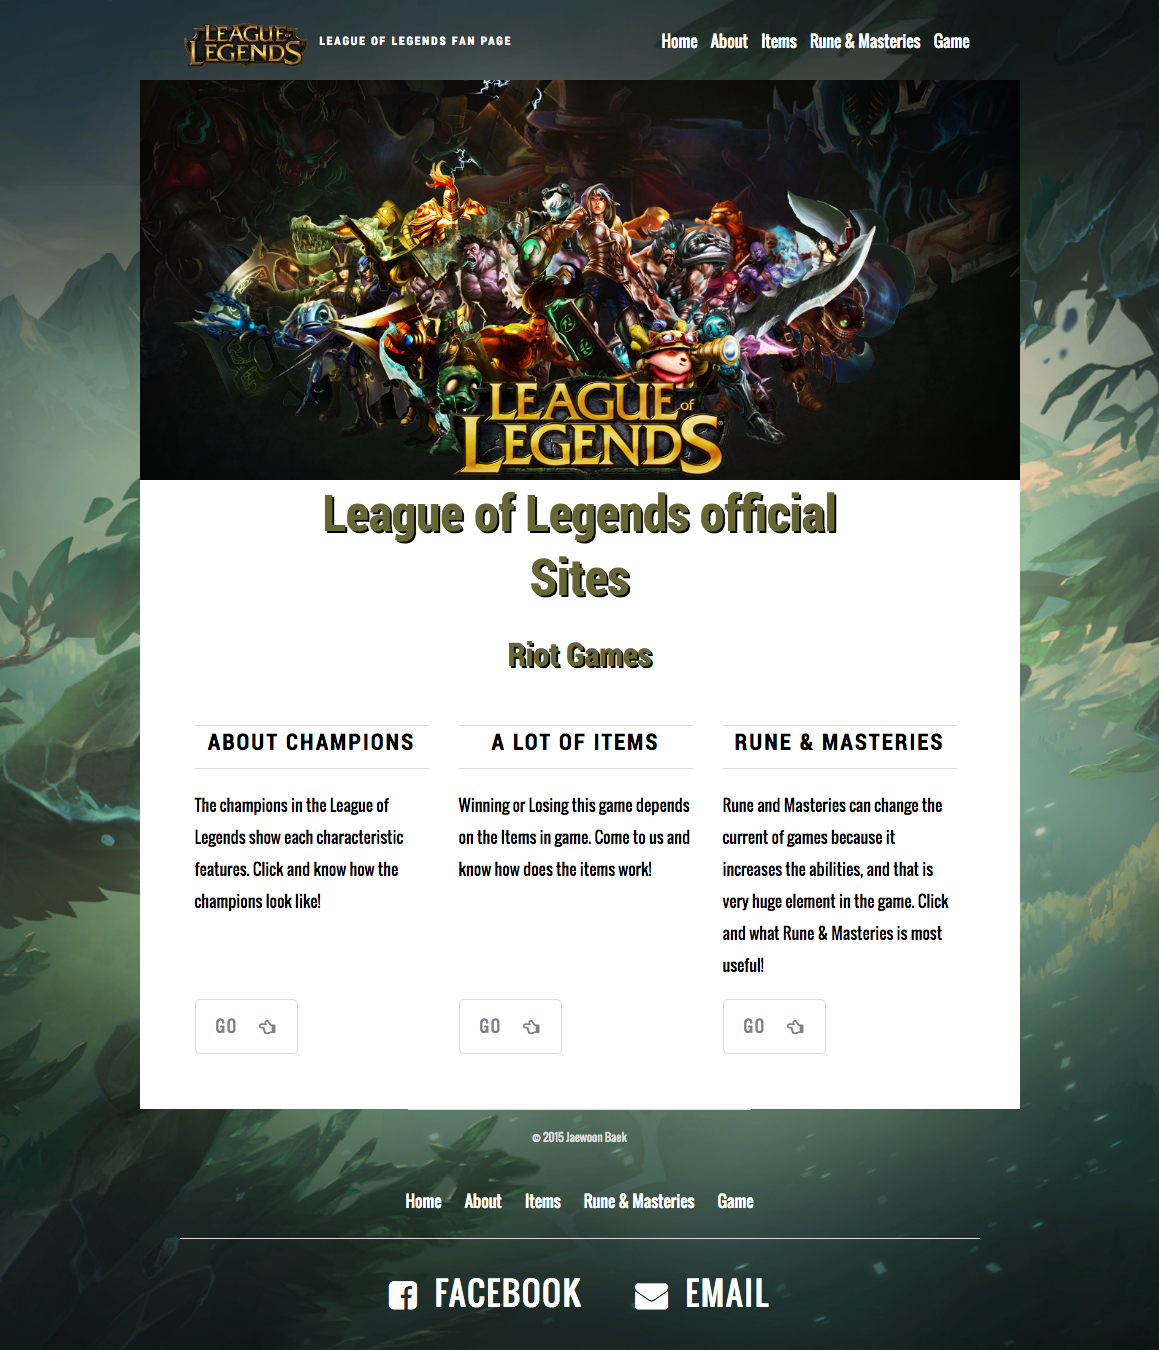 LEAGUE OF
LEGENDS
LEAGUE OF LEGENDS FAN PAGE
Home About Items Rune & Masteries Game
LEAGUE of
LEGENDS
League of Legends official
Sites
Riot Games
ABOUT CHAMPIONS
The champions in the League of
Legends show each characteristic
features. Click and know how the
champions look like!
GO
A LOT OF ITEMS
Winning or Losing this game depends
on the Items in game. Come to us and
know how does the items work!
GO
RUNE & MASTERIES
Rune and Masteries can change the
current of games because it
increases the abilities, and that is
very huge element in the game. Click
and what Rune & Masteries is most
useful!
GO
© 2015 Jaewoon Baek
Home About Items Rune & Masteries Game
FACEBOOK EMAIL